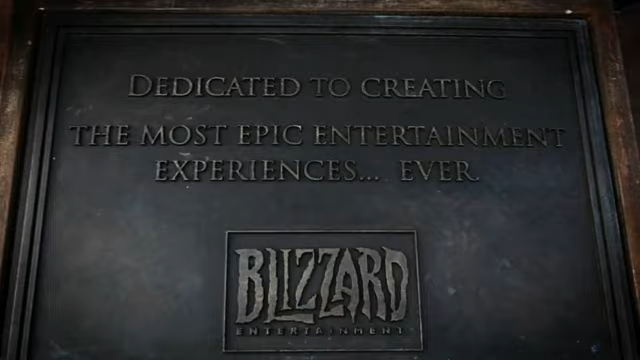 DEDICATED TO CREATING
THE MOST EPIC ENTERTAINMENT
EXPERIENCES... EVER.
BLIZZARD
ENTERTAINMENT